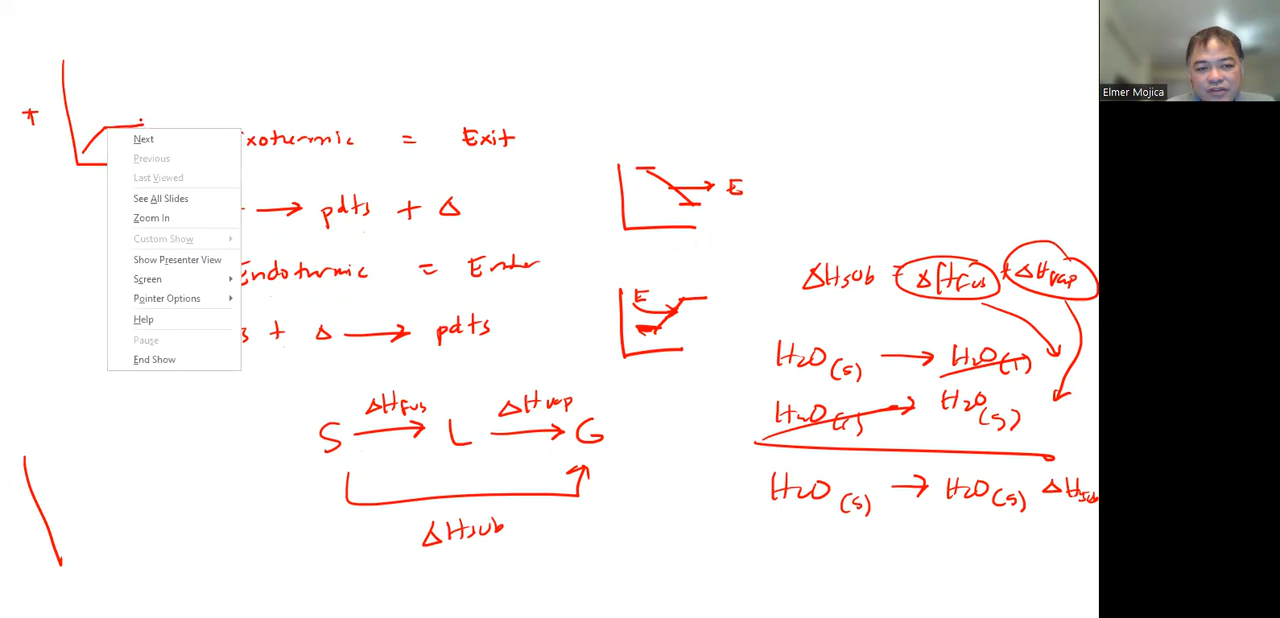 Elmer Mojica
T
Next
Previous
Last Viewed
See All Slides
Zoom In
Custom Show
Show Presenter View
Screen
Pointer Options
Help
Pause
End Show
xothermic = Exit
→ pdts + Δ
E
Endothermic = Enter
s + Δ → pdts
E
S → L → G
ΔHfus
ΔHvap
ΔHsub
ΔHsub = ΔHfus + ΔHvap
H2O(s) → H2O(l)
H2O(l) → H2O(g)
H2O(s) → H2O(g) ΔHsub